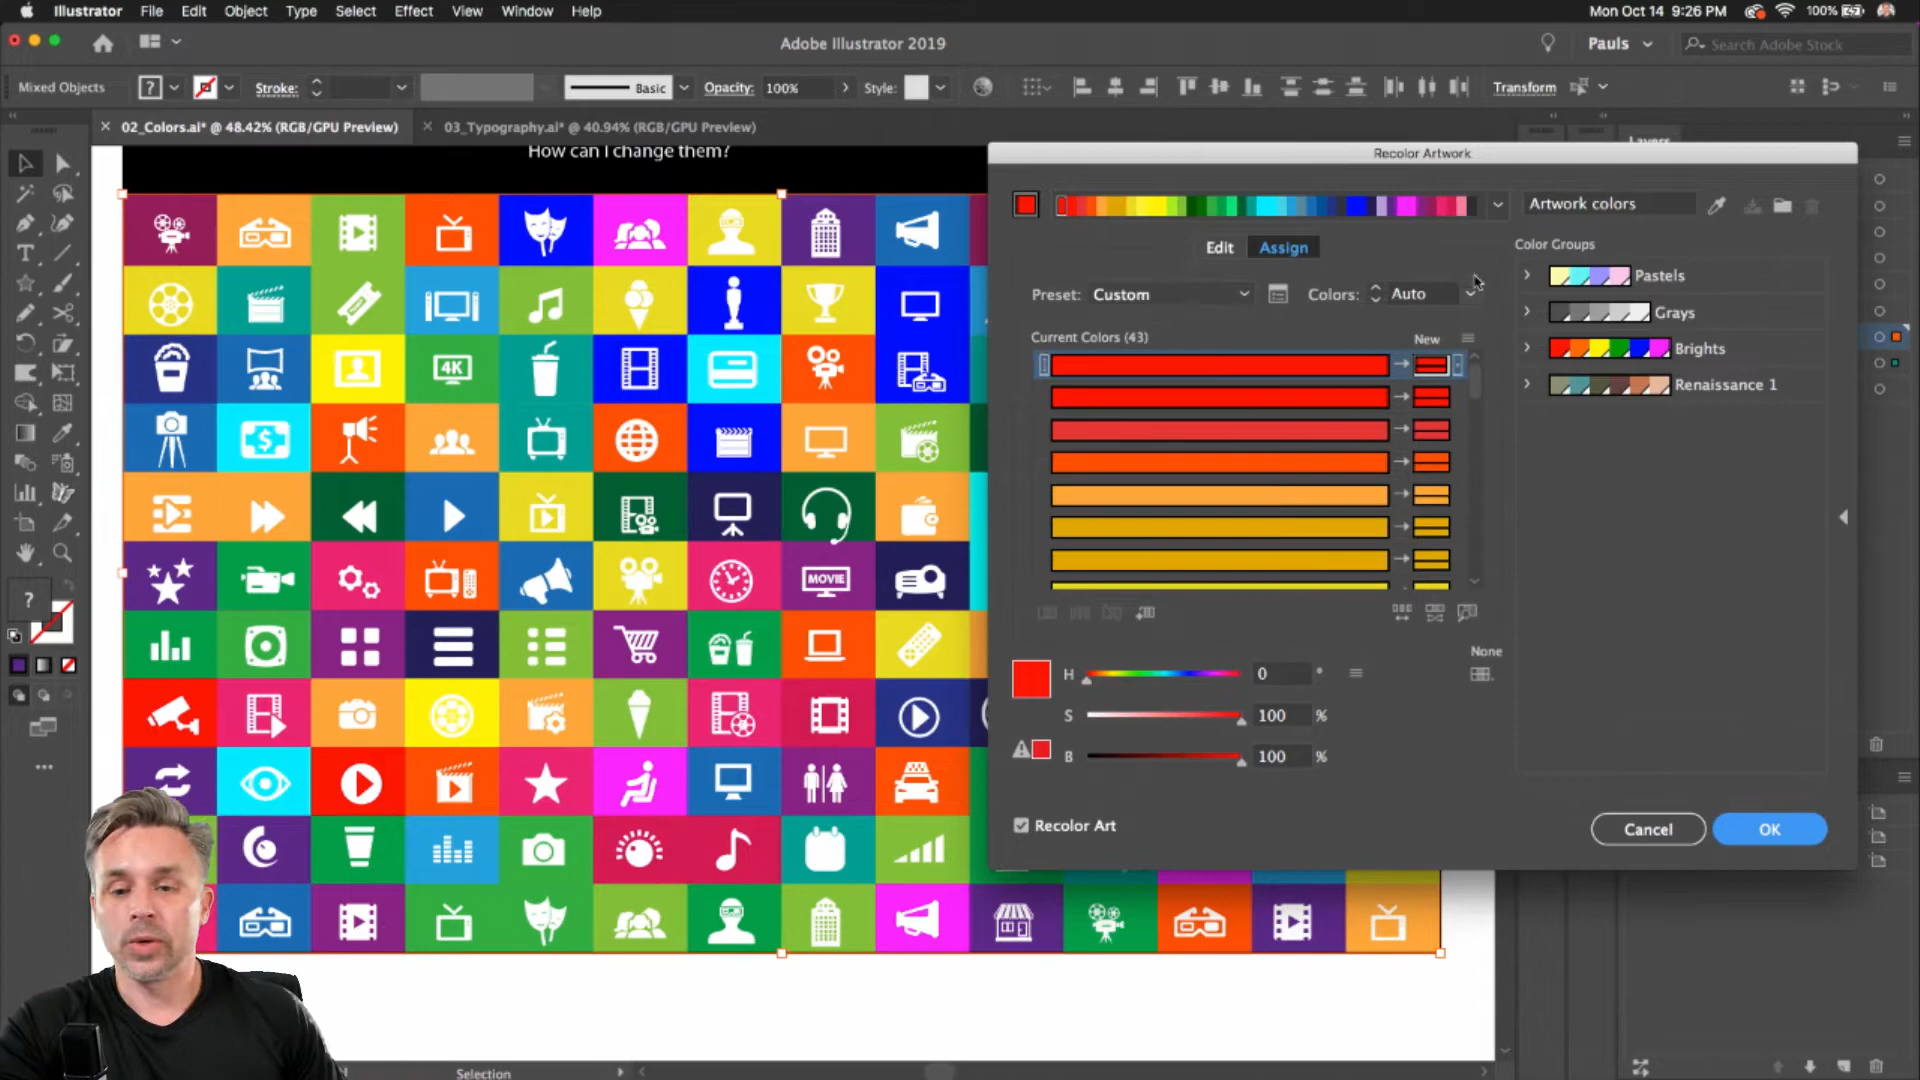 Illustrator File Edit Object Type Select Effect View Window Help
Mon Oct 14 9:26 PM 100%
Adobe Illustrator 2019
Pauls
Search Adobe Stock
Mixed Objects
?
Stroke:
Basic
Opacity: 100%
Style:
Transform
02_Colors.ai* @ 48.42% (RGB/GPU Preview)
03_Typography.ai* @ 40.94% (RGB/GPU Preview)
Layers
How can I change them?
Recolor Artwork
Artwork colors
Edit Assign
Color Groups
Preset: Custom
Colors: Auto
Pastels
Grays
Brights
Renaissance 1
Current Colors (43)
New
4K
$
MOVIE
?
None
H 0 °
S 100 %
B 100 %
Recolor Art
Cancel
OK
Selection